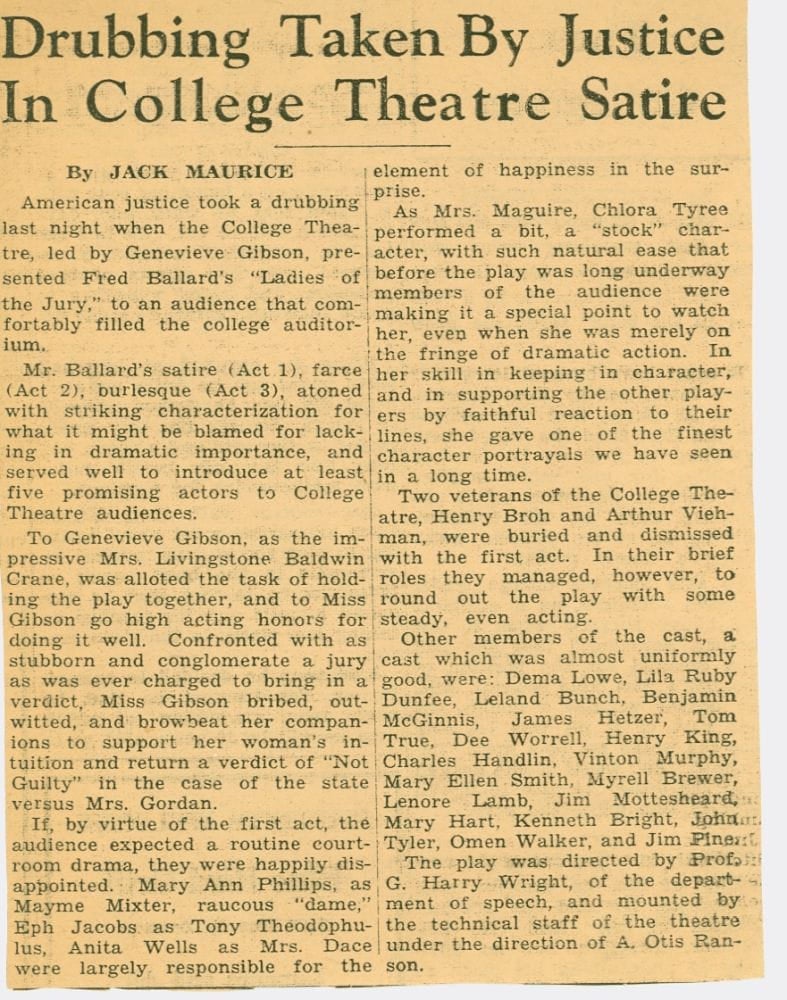 Drubbing Taken By Justice
In College Theatre Satire
By JACK MAURICE
American justice took a drubbing
last night when the College Thea-
tre, led by Genevieve Gibson, pre-
sented Fred Ballard's "Ladies of
the Jury," to an audience that com-
fortably filled the college auditor-
ium.
Mr. Ballard's satire (Act 1), farce
(Act 2), burlesque (Act 3), atoned
with striking characterization for
what it might be blamed for lack-
ing in dramatic importance, and
served well to introduce at least
five promising actors to College
Theatre audiences.
To Genevieve Gibson, as the im-
pressive Mrs. Livingstone Baldwin
Crane, was alloted the task of hold-
ing the play together, and to Miss
Gibson go high acting honors for
doing it well. Confronted with as
stubborn and conglomerate a jury
as was ever charged to bring in a
verdict, Miss Gibson bribed, out-
witted, and browbeat her compan-
ions to support her woman's in-
tuition and return a verdict of "Not
Guilty" in the case of the state
versus Mrs. Gordan.
If, by virtue of the first act, the
audience expected a routine court-
room drama, they were happily dis-
appointed. Mary Ann Phillips, as
Mayme Mixter, raucous "dame,"
Eph Jacobs as Tony Theodophu-
lus, Anita Wells as Mrs. Dace
were largely responsible for the
element of happiness in the sur-
prise.
As Mrs. Maguire, Chlora Tyree
performed a bit, a "stock" char-
acter, with such natural ease that
before the play was long underway
members of the audience were
making it a special point to watch
her, even when she was merely on
the fringe of dramatic action. In
her skill in keeping in character,
and in supporting the other play-
ers by faithful reaction to their
lines, she gave one of the finest
character portrayals we have seen
in a long time.
Two veterans of the College The-
atre, Henry Broh and Arthur Vieh-
man, were buried and dismissed
with the first act. In their brief
roles they managed, however, to
round out the play with some
steady, even acting.
Other members of the cast, a
cast which was almost uniformly
good, were: Dema Lowe, Lila Ruby
Dunfee, Leland Bunch, Benjamin
McGinnis, James Hetzer, Tom
True, Dee Worrell, Henry King,
Charles Handlin, Vinton Murphy,
Mary Ellen Smith, Myrell Brewer,
Lenore Lamb, Jim Mottesheard,
Mary Hart, Kenneth Bright, John
Tyler, Omen Walker, and Jim
The play was directed by Prof.
G. Harry Wright, of the depart-
ment of speech, and mounted by
the technical staff of the theatre
under the direction of A. Otis Ran-
son.